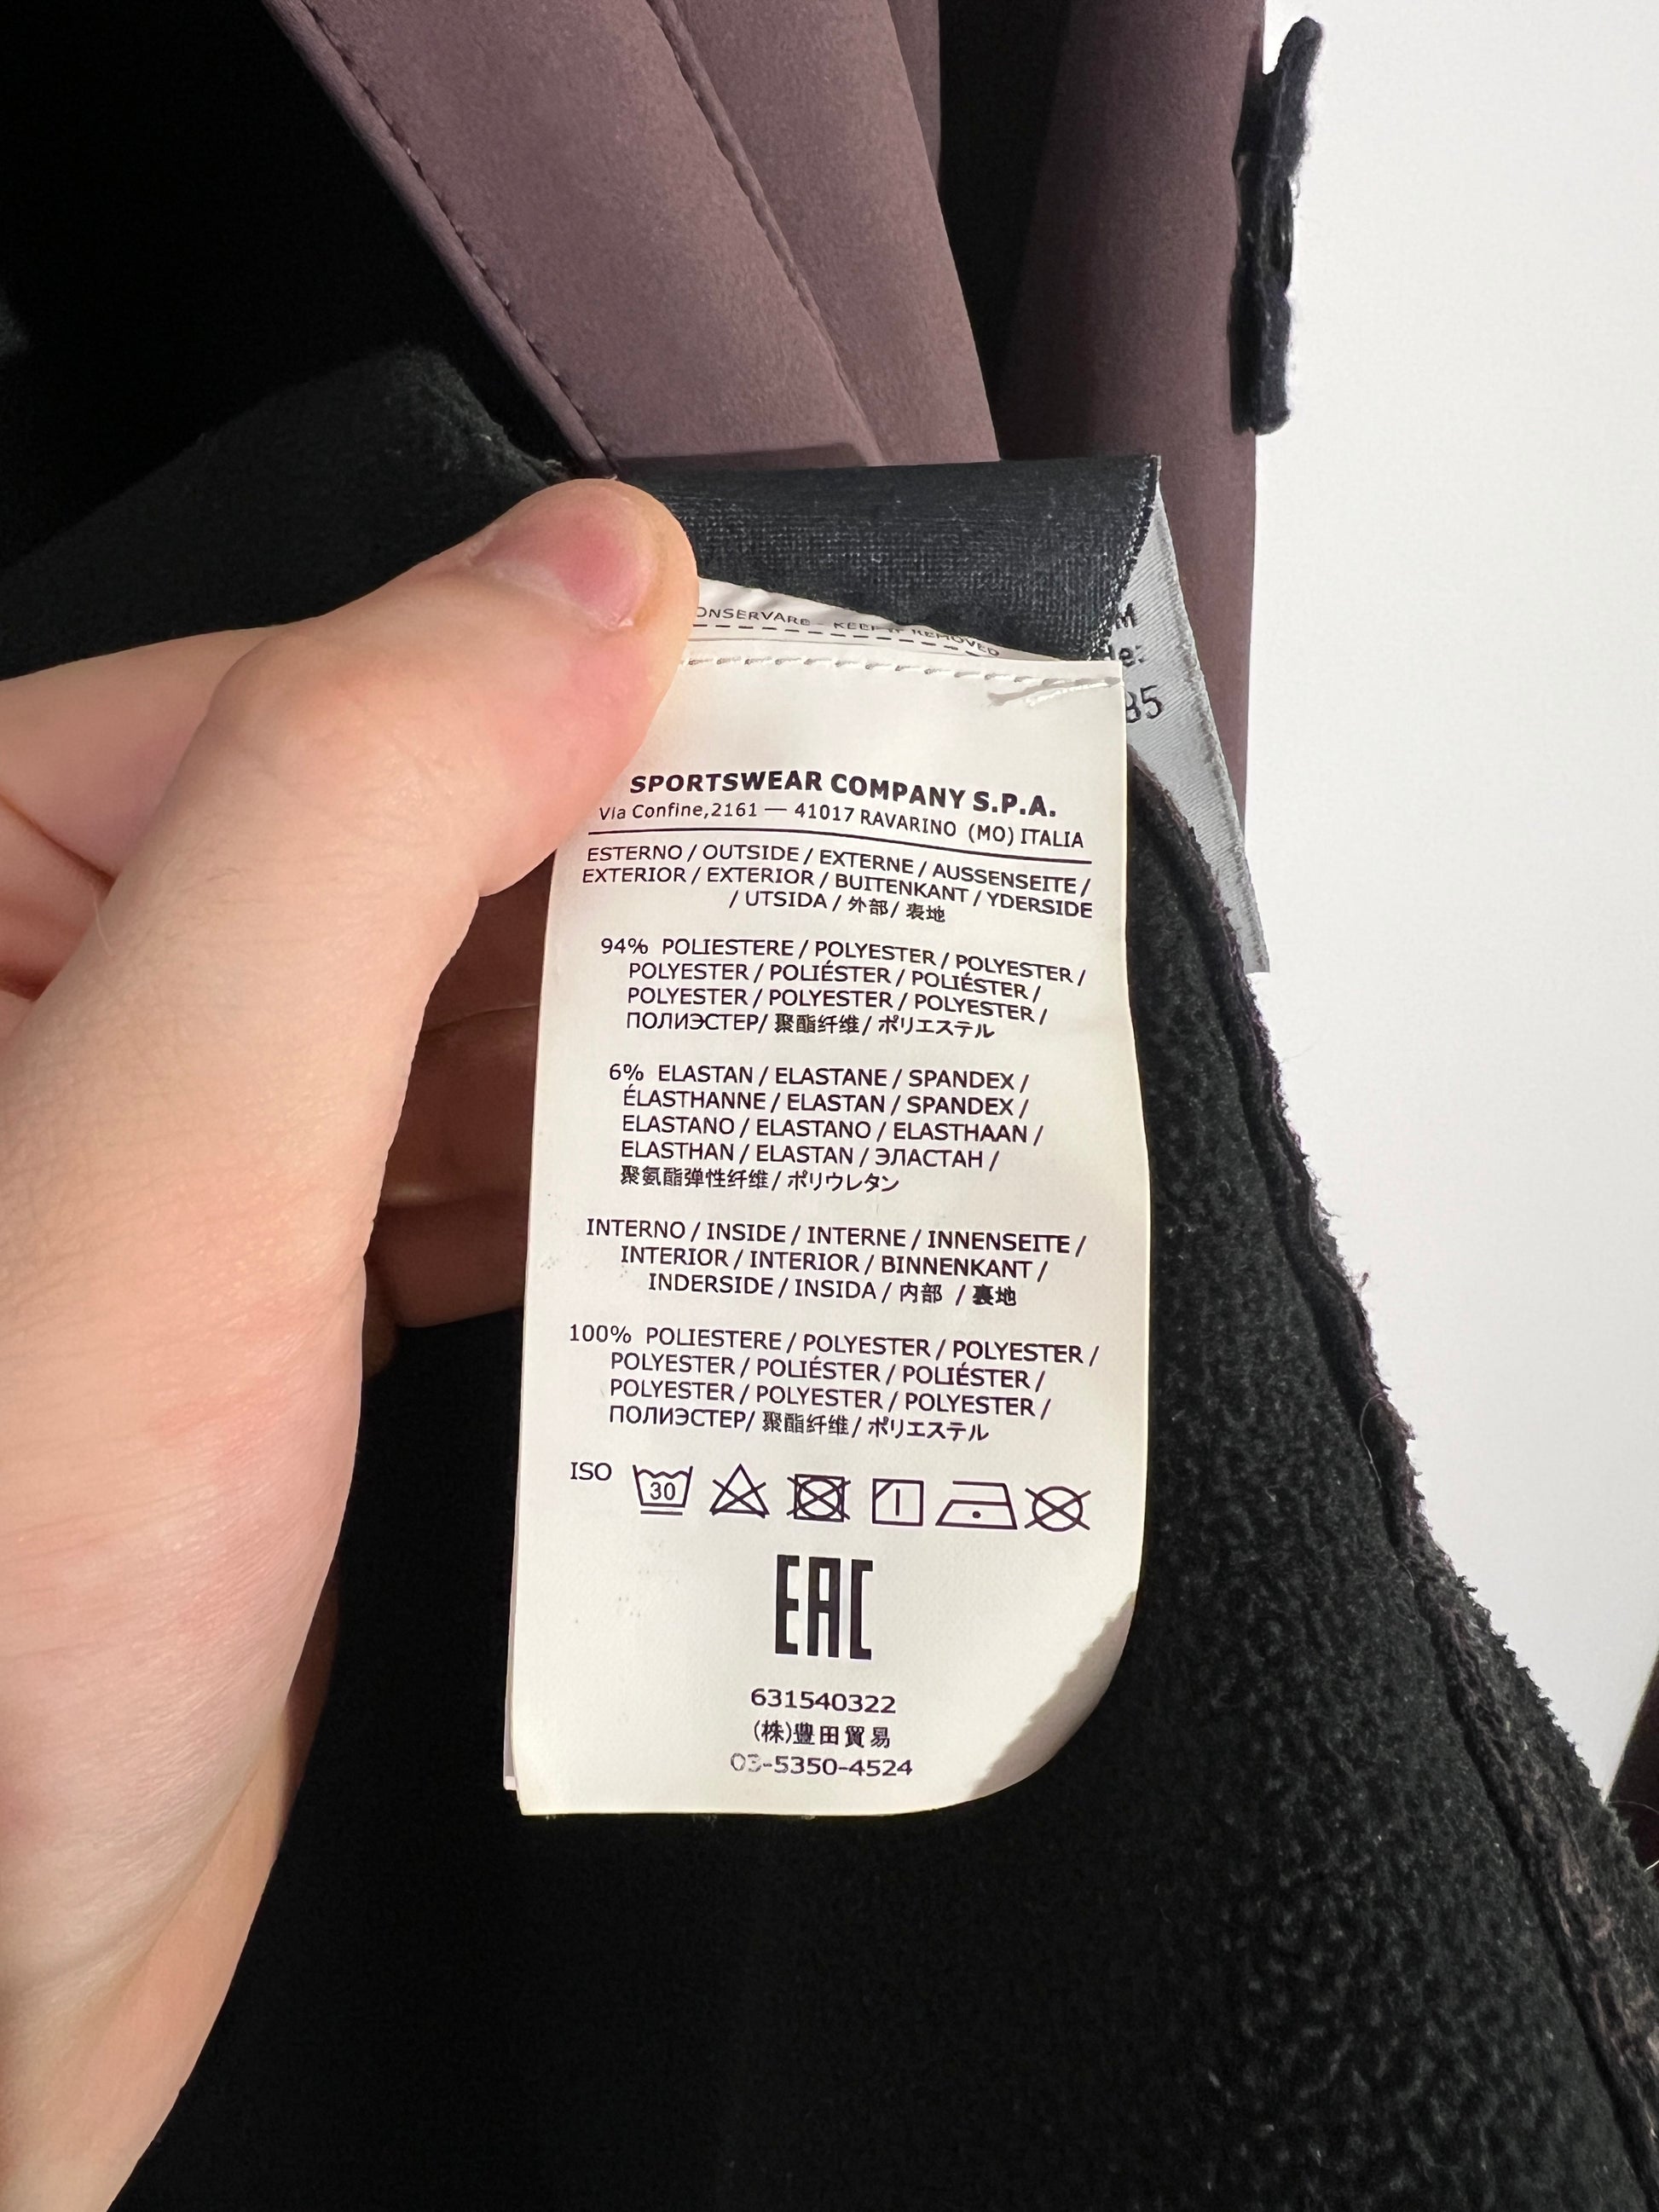 KEEP IF REMOVED
SPORTSWEAR COMPANY S.P.A.
Via Confine,2161 — 41017 RAVARINO (MO) ITALIA
ESTERNO / OUTSIDE / EXTERNE / AUSSENSEITE /
EXTERIOR / EXTERIOR / BUITENKANT / YDERSIDE
/ UTSIDA / 外部/ 表地
94% POLIESTERE / POLYESTER / POLYESTER /
POLYESTER / POLIÉSTER / POLIÉSTER /
POLYESTER / POLYESTER / POLYESTER /
ПОЛИЭСТЕР/ 聚酯纤维/ ポリエステル
6% ELASTAN / ELASTANE / SPANDEX /
ÉLASTHANNE / ELASTAN / SPANDEX /
ELASTANO / ELASTANO / ELASTHAAN /
ELASTHAN / ELASTAN / ЭЛАСТАН /
聚氨酯弹性纤维/ ポリウレタン
INTERNO / INSIDE / INTERNE / INNENSEITE /
INTERIOR / INTERIOR / BINNENKANT /
INDERSIDE / INSIDA / 内部 / 裏地
100% POLIESTERE / POLYESTER / POLYESTER /
POLYESTER / POLIÉSTER / POLIÉSTER /
POLYESTER / POLYESTER / POLYESTER /
ПОЛИЭСТЕР/ 聚酯纤维/ ポリエステル
ISO 30
EAC
631540322
(株)豊田貿易
03-5350-4524